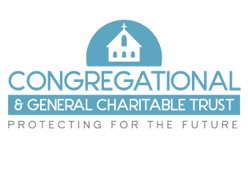 CONGREGATIONAL
& GENERAL CHARITABLE TRUST
PROTECTING FOR THE FUTURE